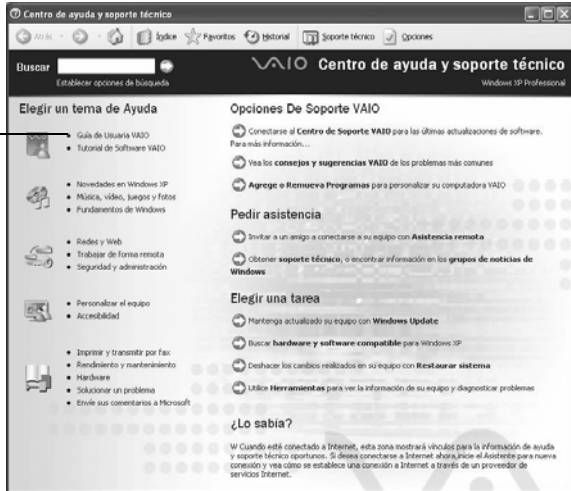 Centro de ayuda y soporte técnico
Atrás
Índice
Favoritos
Historial
Soporte técnico
Opciones
Buscar
Establecer opciones de búsqueda
VAIO Centro de ayuda y soporte técnico
Windows XP Professional
Elegir un tema de Ayuda
Guía de Usuaria VAIO
Tutorial de Software VAIO
Novedades en Windows XP
Música, vídeo, juegos y fotos
Fundamentos de Windows
Redes y Web
Trabajar de forma remota
Seguridad y administración
Personalizar el equipo
Accesibilidad
Imprimir y transmitir por fax
Rendimiento y mantenimiento
Hardware
Solucionar un problema
Envíe sus comentarios a Microsoft
Opciones De Soporte VAIO
Conectarse al Centro de Soporte VAIO para las últimas actualizaciones de software.
Para más información...
Vea los consejos y sugerencias VAIO de los problemas más comunes
Agrege o Remueva Programas para personalizar su computadora VAIO
Pedir asistencia
Invitar a un amigo a conectarse a su equipo con Asistencia remota
Obtener soporte técnico, o encontrar información en los grupos de noticias de
Windows
Elegir una tarea
Mantenga actualizado su equipo con Windows Update
Buscar hardware y software compatible para Windows XP
Deshacer los cambios realizados en su equipo con Restaurar sistema
Utilice Herramientas para ver la información de su equipo y diagnosticar problemas
¿Lo sabía?
W Cuando esté conectado a Internet, esta zona mostrará vínculos para la información de ayuda
y soporte técnico oportunos. Si desea conectarse a Internet ahora,inicie el Asistente para nueva
conexión y vea cómo se establece una conexión a Internet a través de un proveedor de
servicios Internet.